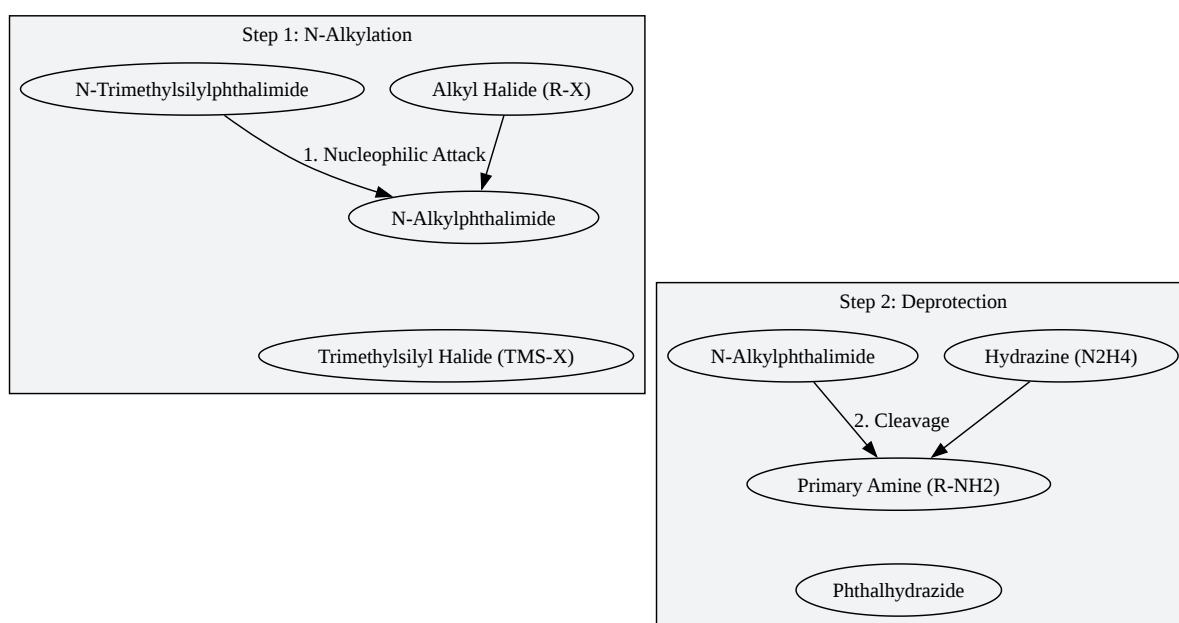 Step 1: N-Alkylation
N-Trimethylsilylphthalimide
Alkyl Halide (R-X)
1. Nucleophilic Attack
N-Alkylphthalimide
Trimethylsilyl Halide (TMS-X)
Step 2: Deprotection
N-Alkylphthalimide
Hydrazine (N2H4)
2. Cleavage
Primary Amine (R-NH2)
Phthalhydrazide